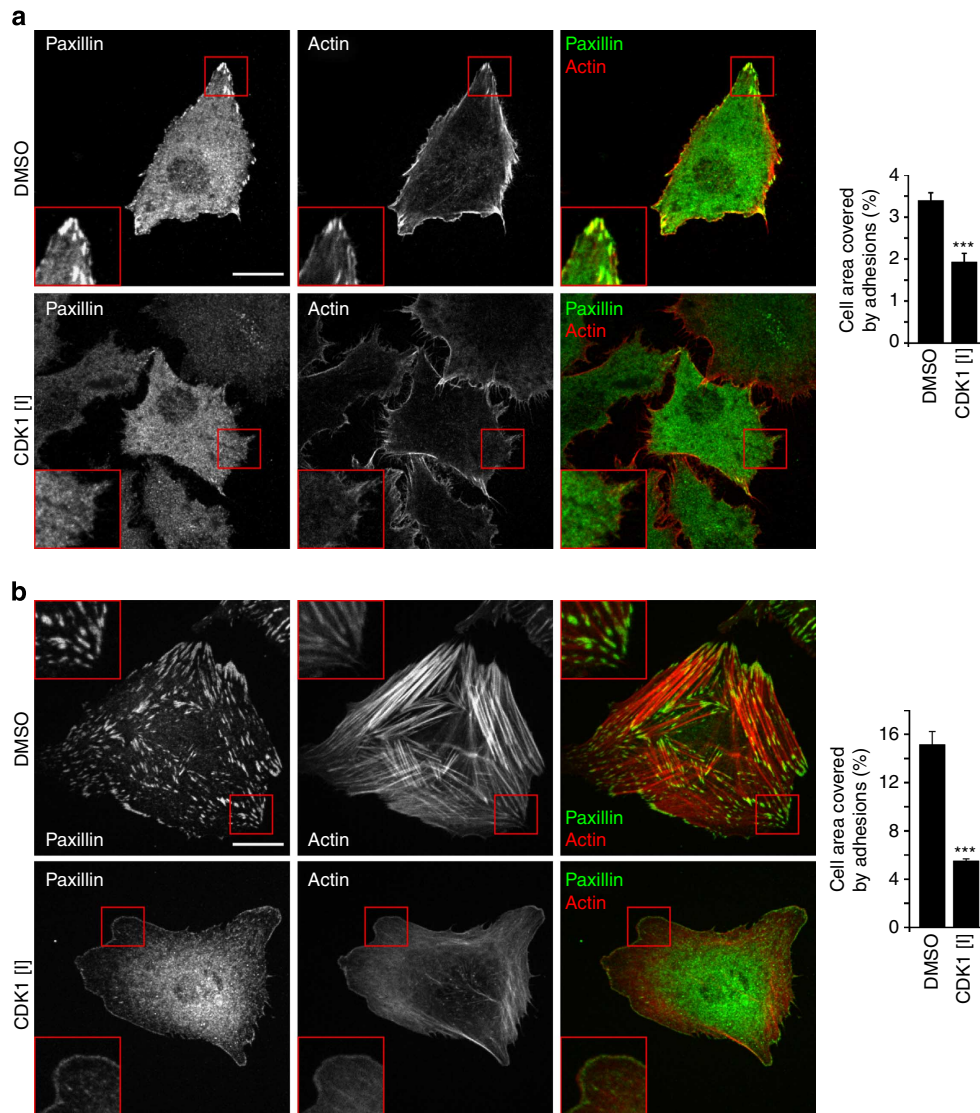 a
Paxillin
Actin
Paxillin
Actin
DMSO
Paxillin
Actin
Paxillin
Actin
CDK1 [I]
Cell area covered
by adhesions (%)
4
3
2
1
0
***
DMSO
CDK1 [I]
b
DMSO
Paxillin
Actin
Paxillin
Actin
Paxillin
Actin
Paxillin
Actin
CDK1 [I]
Cell area covered
by adhesions (%)
16
12
8
4
0
***
DMSO
CDK1 [I]